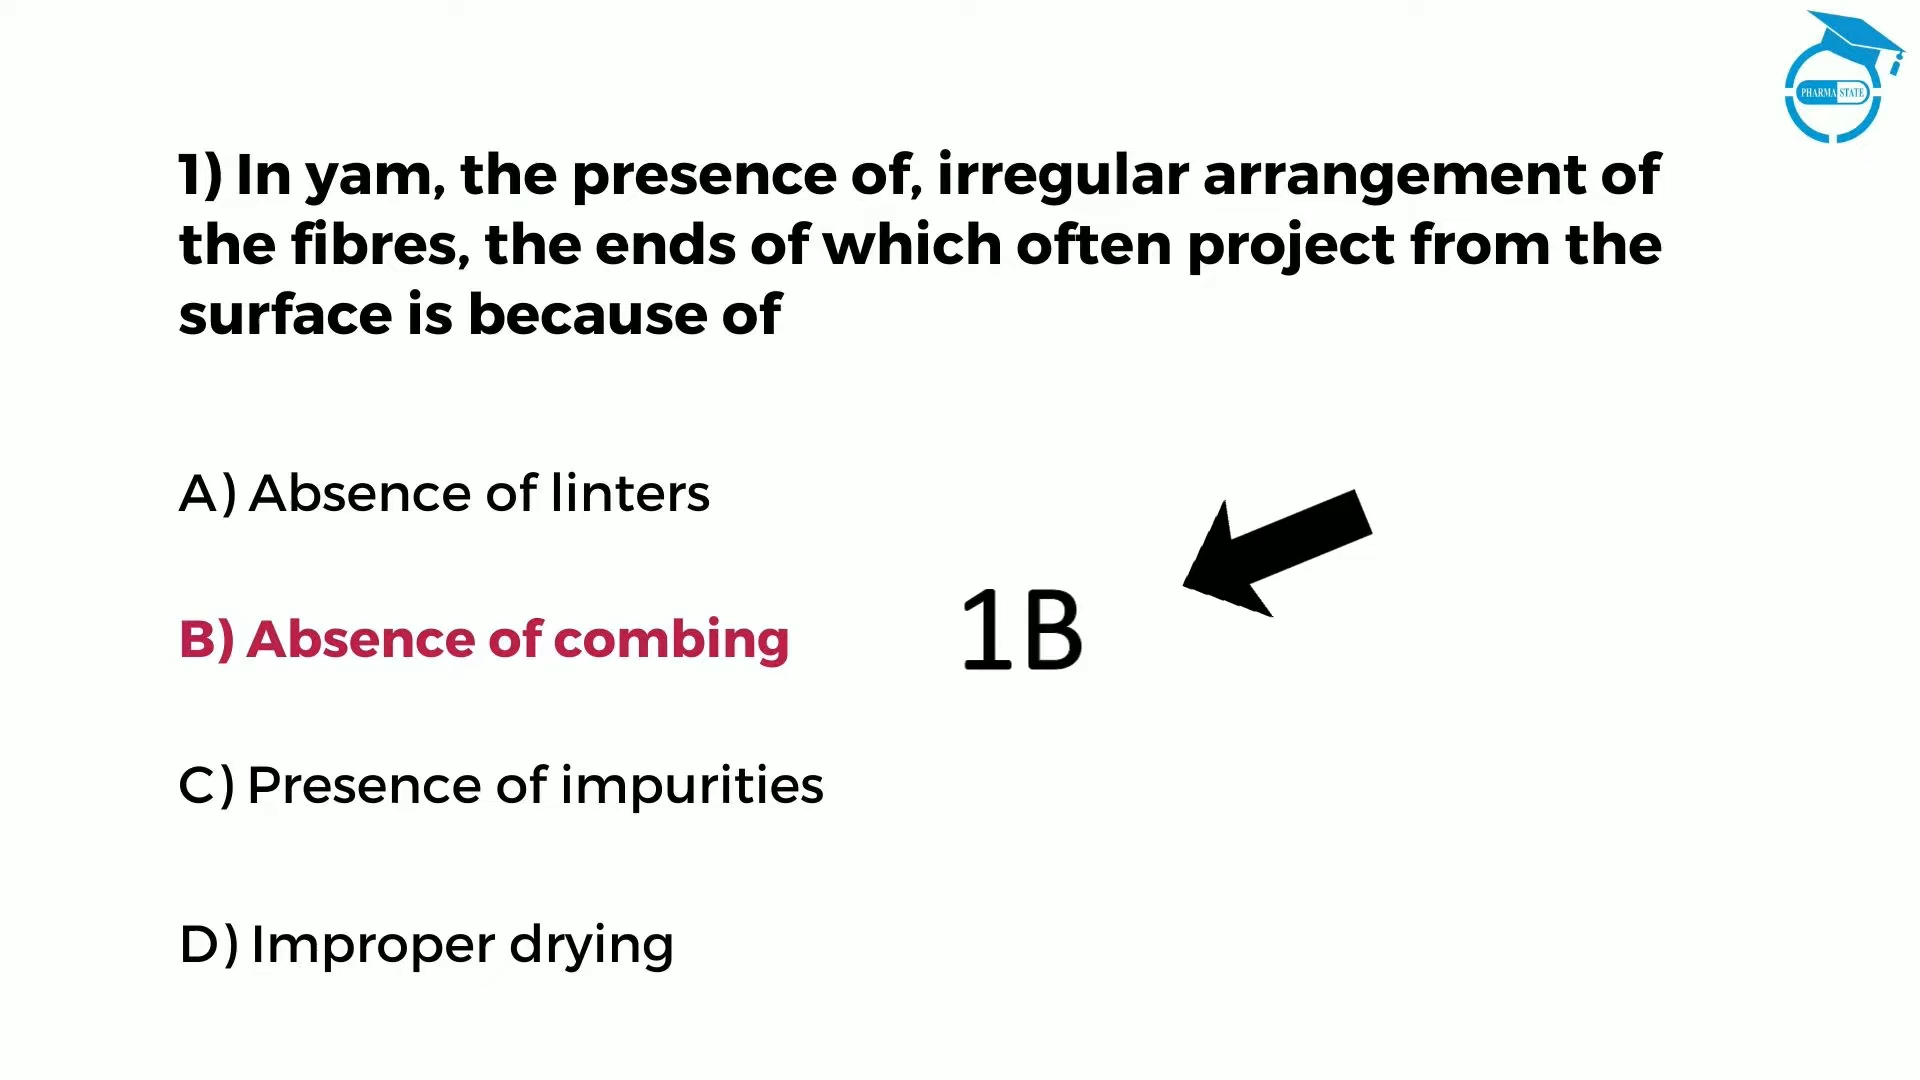 PHARMA STATE
1) In yam, the presence of, irregular arrangement of
the fibres, the ends of which often project from the
surface is because of
A) Absence of linters
B) Absence of combing
1B
C) Presence of impurities
D) Improper drying